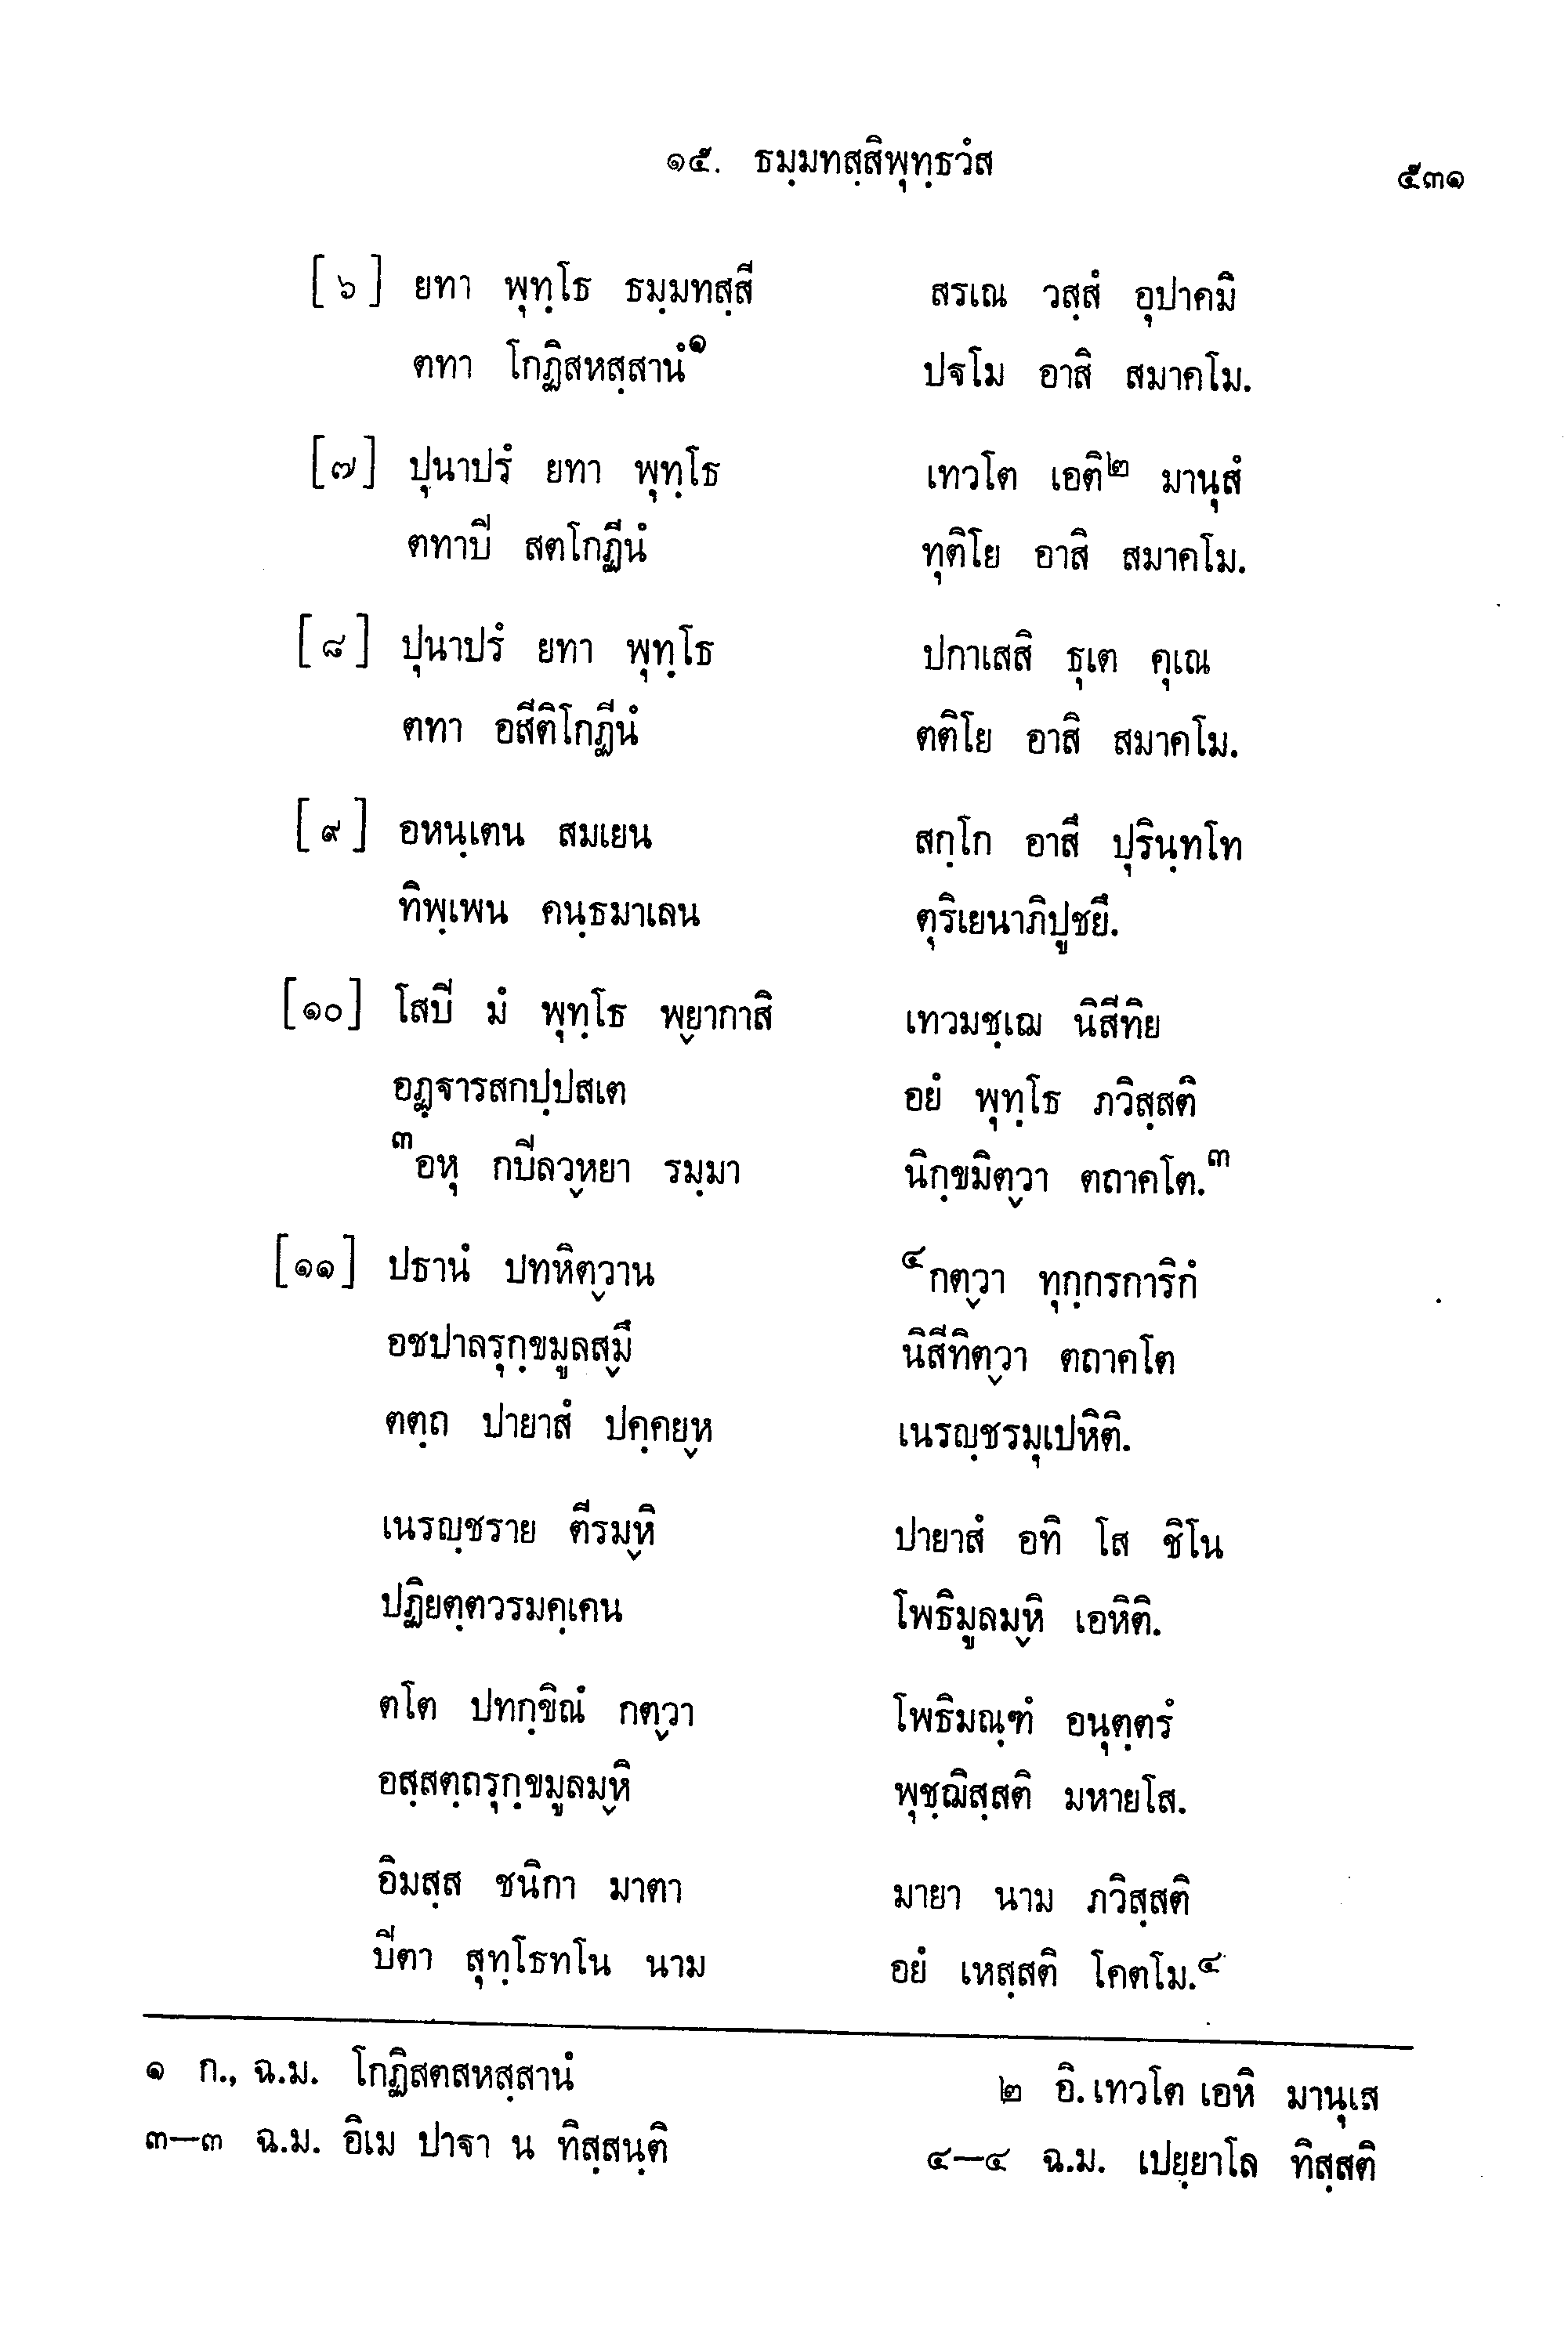 ๑๕. ธมฺมทสฺสิพุทฺธวํส ๕๓๑
[๖] ยทา พุทฺโธ ธมฺมทสฺสี สรเณ วสฺสํ อุปาคมิ
ตทา โกฏิสหสฺสานํ๑ ปฐโม อาสิ สมาคโม.
[๗] ปุนาปรํ ยทา พุทฺโธ เทวโต เอติ๒ มานุสํ
ตทาปิ สตโกฏีนํ ทุติโย อาสิ สมาคโม.
[๘] ปุนาปรํ ยทา พุทฺโธ ปกาเสสิ ธุเต คุเณ
ตทา อสีติโกฏีนํ ตติโย อาสิ สมาคโม.
[๙] อหนฺเตน สมเยน สกฺโก อาสึ ปุรินฺทโท
ทิพฺเพน คนฺธมาเลน ตุริเยนาภิปูชยึ.
[๑๐] โสปิ มํ พุทฺโธ พฺยากาสิ เทวมชฺเฌ นิสีทิย
อฏฺฐารสกปฺปสเต อยํ พุทฺโธ ภวิสฺสติ
๓อหุ กปิลวฺหยา รมฺมา นิกฺขมิตฺวา ตถาคโต.๓
[๑๑] ปธานํ ปทหิตฺวาน ๔กตฺวา ทุกฺกรการิกํ
อชปาลรุกฺขมูลสฺมึ นิสีทิตฺวา ตถาคโต
ตตฺถ ปายาสํ ปคฺคยฺห เนรญฺชรมุเปหิติ.
เนรญฺชราย ตีรมฺหิ ปายาสํ อทิ โส ชิโน
ปฏิยตฺตวรมคฺเคน โพธิมูลมฺหิ เอหิติ.
ตโต ปทกฺขิณํ กตฺวา โพธิมณฺฑํ อนุตฺตรํ
อสฺสตฺถรุกฺขมูลมฺหิ พุชฺฌิสฺสติ มหายโส.
อิมสฺส ชนิกา มาตา มายา นาม ภวิสฺสติ
ปิตา สุทฺโธทโน นาม อยํ เหสฺสติ โคตโม.๔
๑ ก., ฉ.ม. โกฏิสตสหสฺสานํ ๒ อิ. เทวโต เอหิ มานุเส
๓—๓ ฉ.ม. อิเม ปาฐา น ทิสฺสนฺติ ๔—๔ ฉ.ม. เปยฺยาโล ทิสฺสติ